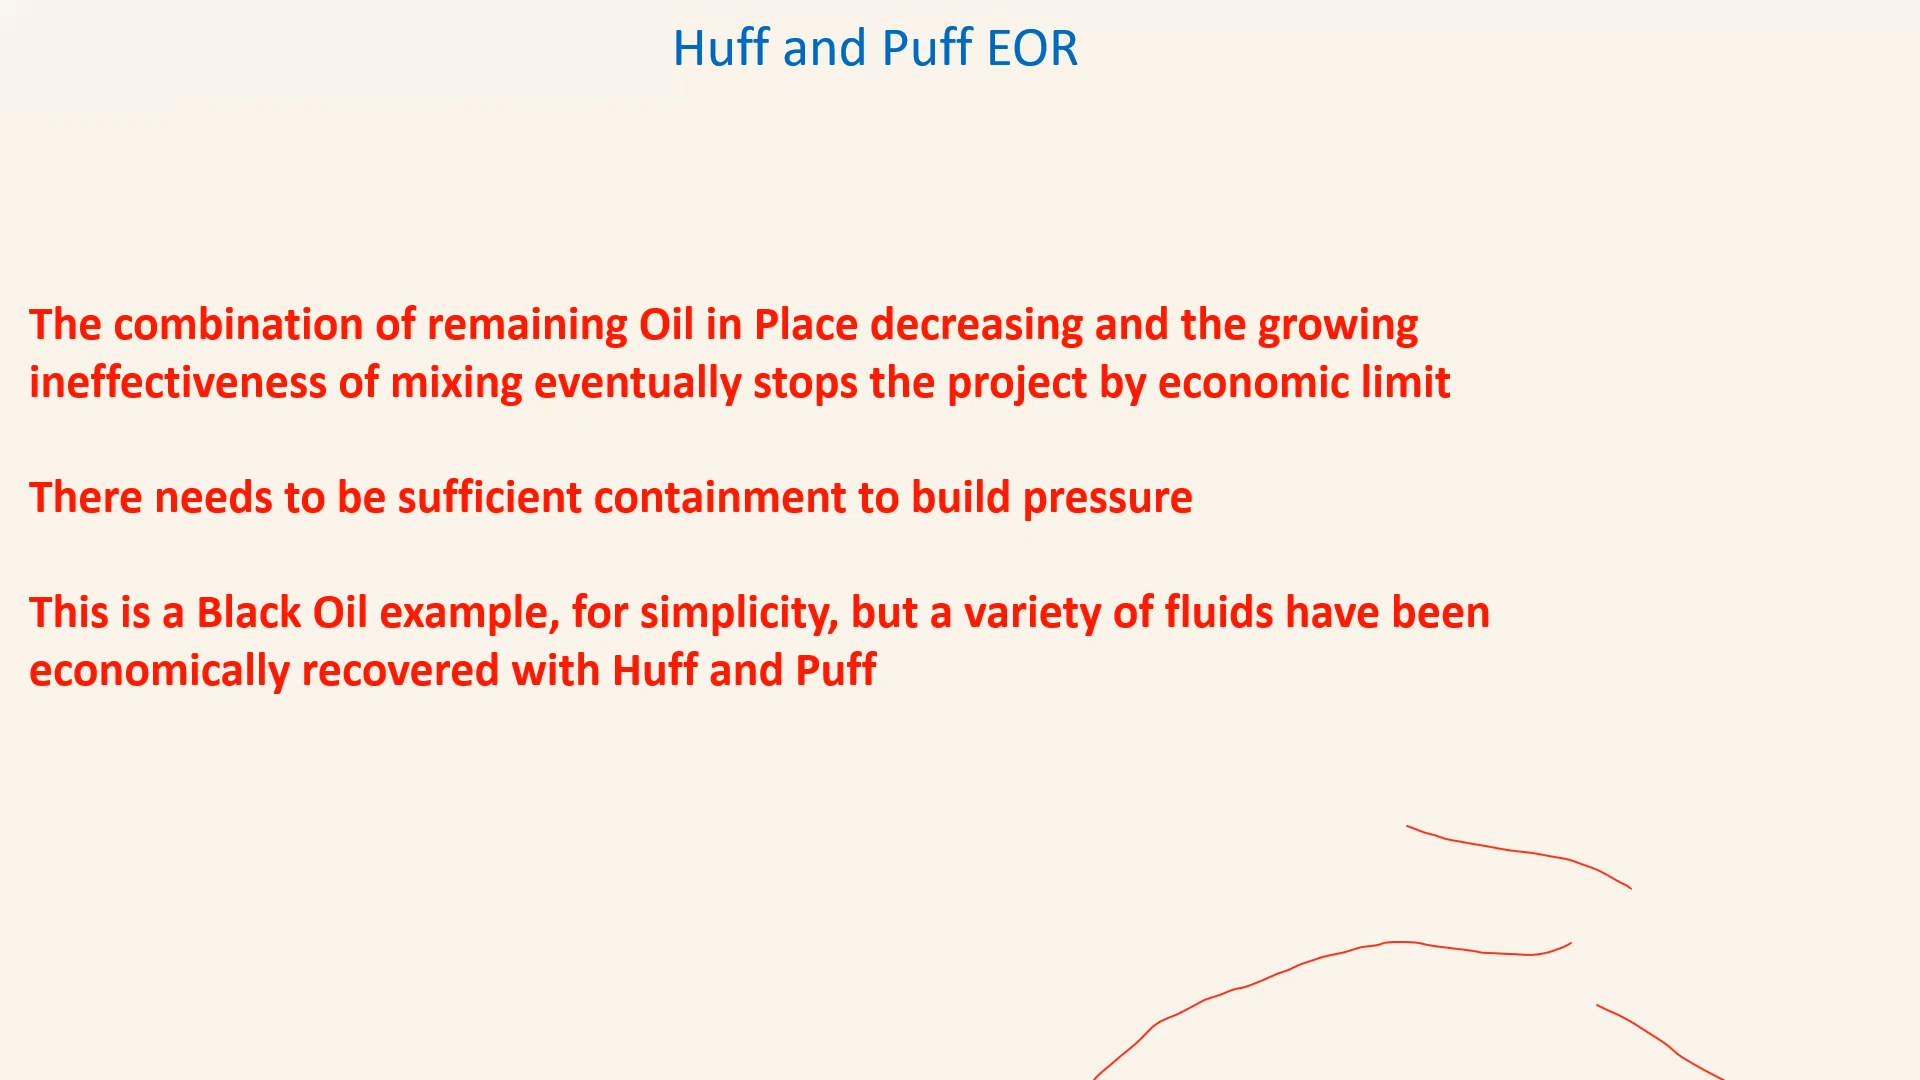 Huff and Puff EOR
The combination of remaining Oil in Place decreasing and the growing
ineffectiveness of mixing eventually stops the project by economic limit
There needs to be sufficient containment to build pressure
This is a Black Oil example, for simplicity, but a variety of fluids have been
economically recovered with Huff and Puff